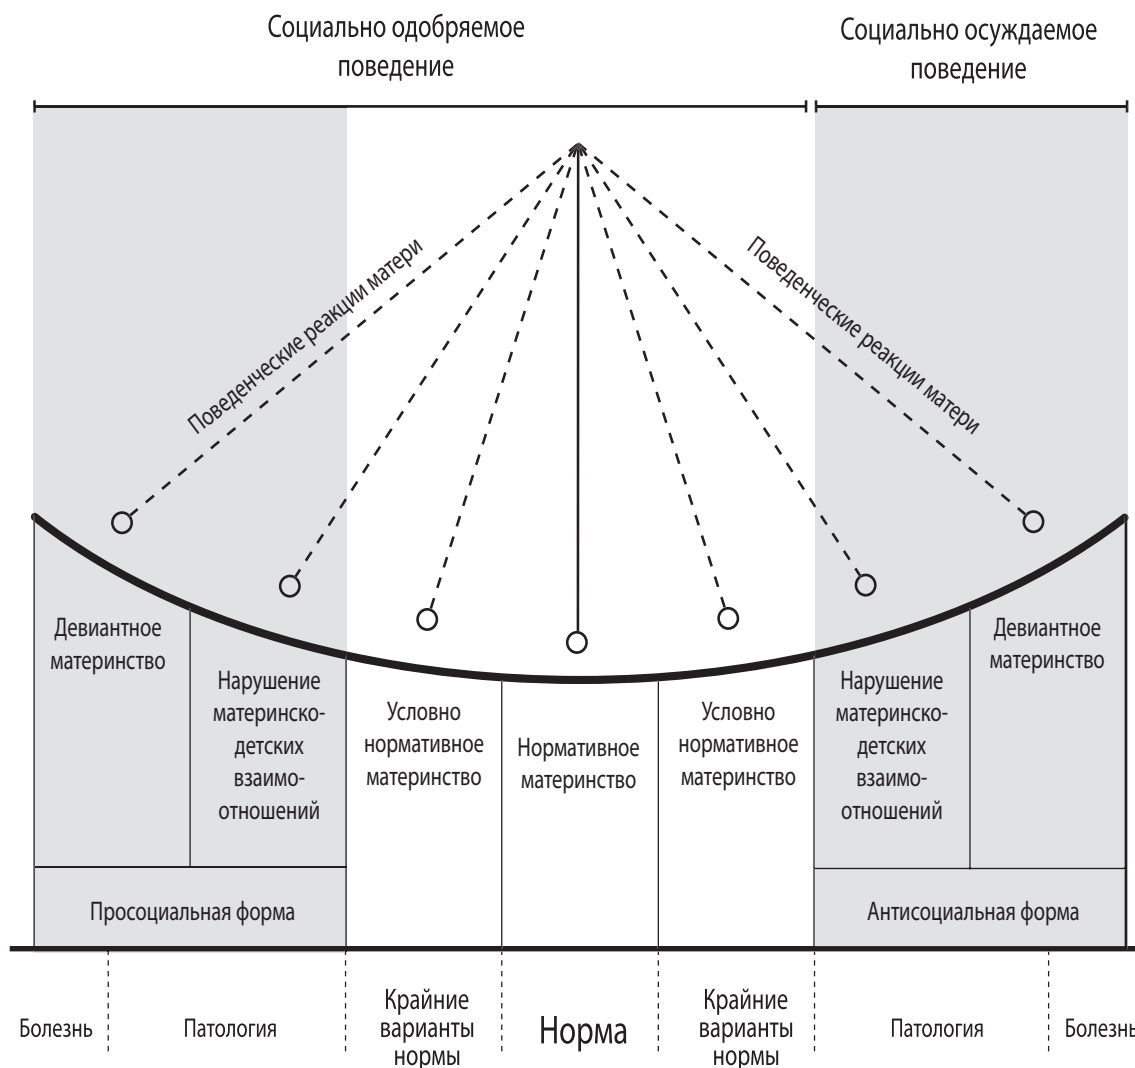 Социально одобряемое
поведение
Социально осуждаемое
поведение
Поведенческие реакции матери
Поведенческие реакции матери
Девиантное
материнство
Нарушение
материнско-
детских
взаимо-
отношений
Условно
нормативное
материнство
Нормативное
материнство
Условно
нормативное
материнство
Нарушение
материнско-
детских
взаимо-
отношений
Девиантное
материнство
Просоциальная форма
Антисоциальная форма
Болезнь
Патология
Крайние
варианты
нормы
Норма
Крайние
варианты
нормы
Патология
Болезнь